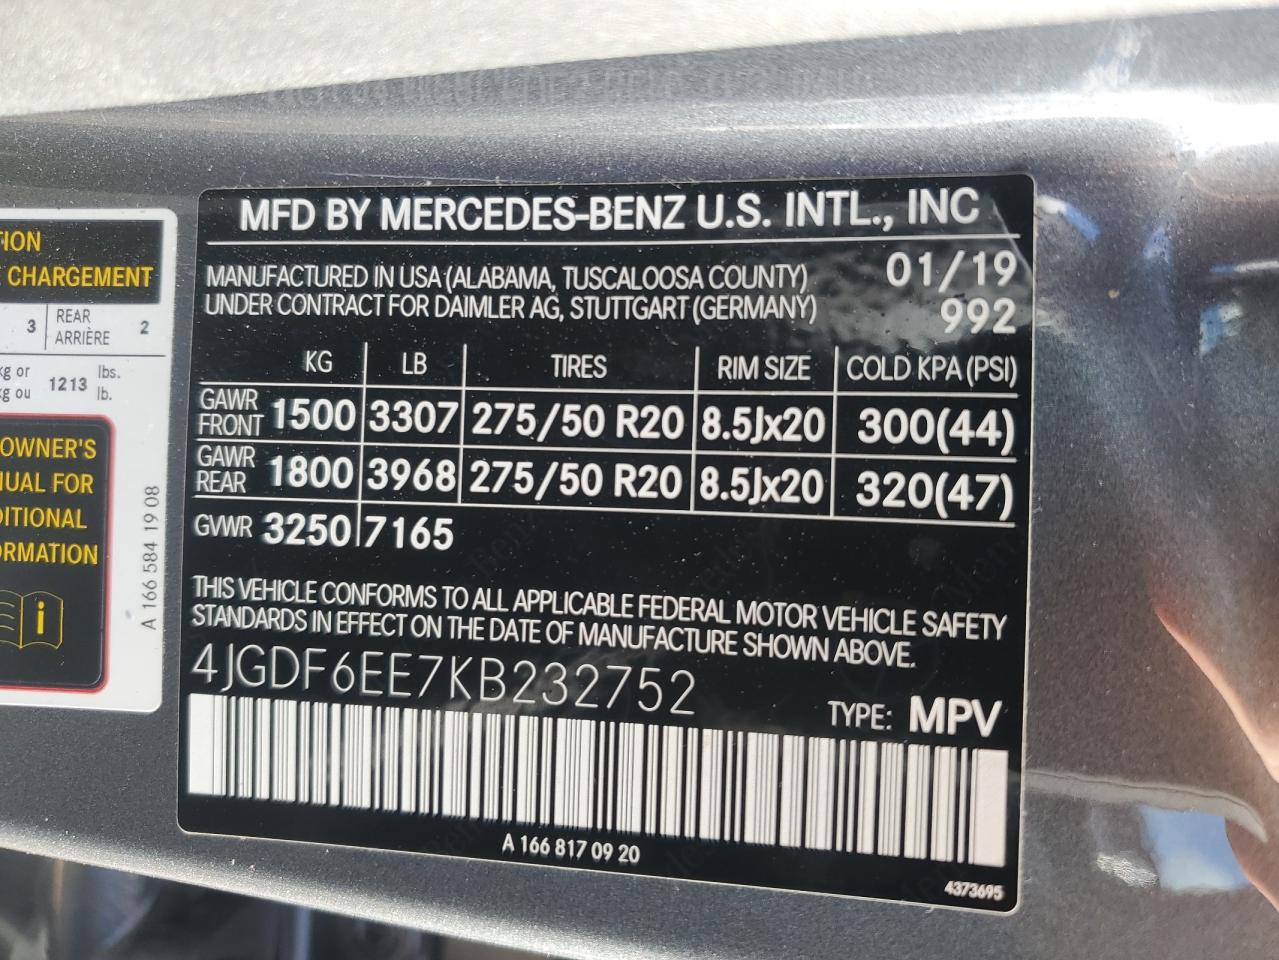 MFD BY MERCEDES-BENZ U.S. INTL., INC
MANUFACTURED IN USA (ALABAMA, TUSCALOOSA COUNTY) 01/19
UNDER CONTRACT FOR DAIMLER AG, STUTTGART (GERMANY) 992
KG LB TIRES RIM SIZE COLD KPA (PSI)
GAWR FRONT 1500 3307 275/50 R20 8.5Jx20 300(44)
GAWR REAR 1800 3968 275/50 R20 8.5Jx20 320(47)
GVWR 3250 7165
THIS VEHICLE CONFORMS TO ALL APPLICABLE FEDERAL MOTOR VEHICLE SAFETY
STANDARDS IN EFFECT ON THE DATE OF MANUFACTURE SHOWN ABOVE.
4JGDF6EE7KB232752
TYPE: MPV
A 166 817 09 20
4373695
TION
CHARGEMENT
3 REAR 2
ARRIÈRE
kg or 1213 lbs.
kg ou lb.
OWNER'S
NUAL FOR
DITIONAL
ORMATION
i
A 166 584 19 08